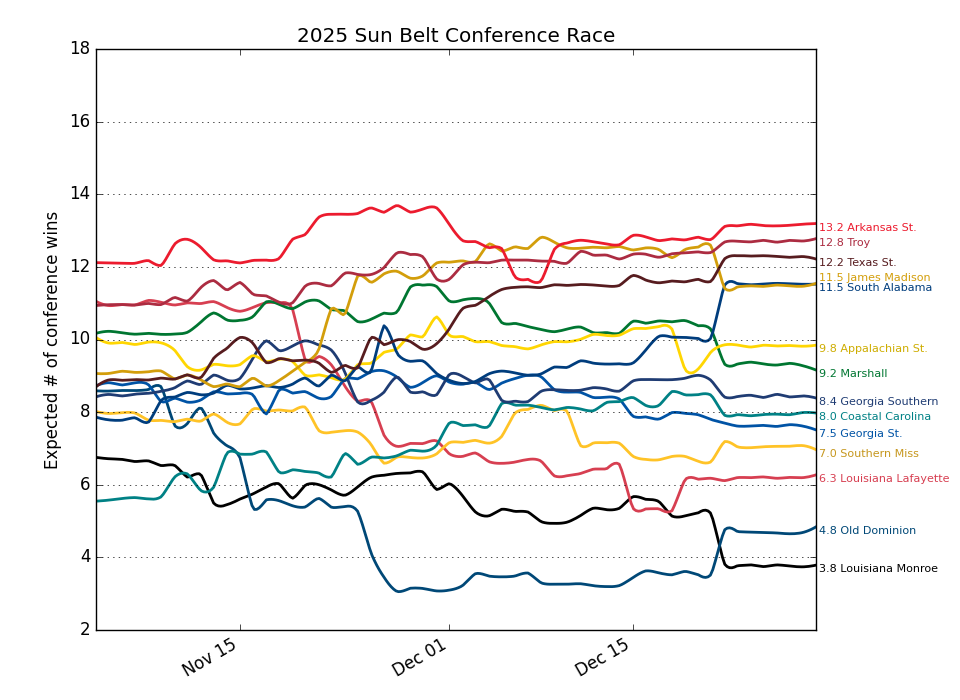 2025 Sun Belt Conference Race
Expected # of conference wins
18
16
14
12
10
8
6
4
2
Nov 15
Dec 01
Dec 15
13.2 Arkansas St.
12.8 Troy
12.2 Texas St.
11.5 James Madison
11.5 South Alabama
9.8 Appalachian St.
9.2 Marshall
8.4 Georgia Southern
8.0 Coastal Carolina
7.5 Georgia St.
7.0 Southern Miss
6.3 Louisiana Lafayette
4.8 Old Dominion
3.8 Louisiana Monroe